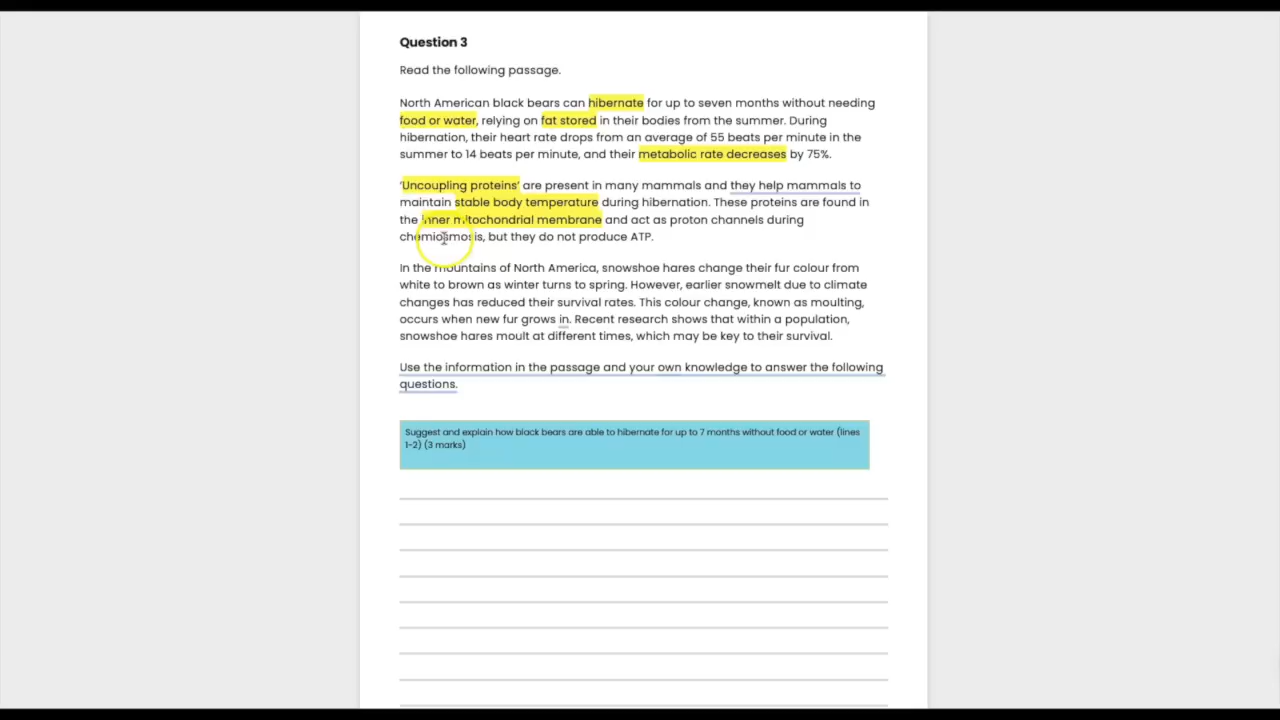 Question 3
Read the following passage.
North American black bears can hibernate for up to seven months without needing
food or water, relying on fat stored in their bodies from the summer. During
hibernation, their heart rate drops from an average of 55 beats per minute in the
summer to 14 beats per minute, and their metabolic rate decreases by 75%.
‘Uncoupling proteins’ are present in many mammals and they help mammals to
maintain stable body temperature during hibernation. These proteins are found in
the inner mitochondrial membrane and act as proton channels during
chemiosmosis, but they do not produce ATP.
In the mountains of North America, snowshoe hares change their fur colour from
white to brown as winter turns to spring. However, earlier snowmelt due to climate
changes has reduced their survival rates. This colour change, known as moulting,
occurs when new fur grows in. Recent research shows that within a population,
snowshoe hares moult at different times, which may be key to their survival.
Use the information in the passage and your own knowledge to answer the following
questions.
Suggest and explain how black bears are able to hibernate for up to 7 months without food or water (lines
1-2) (3 marks)